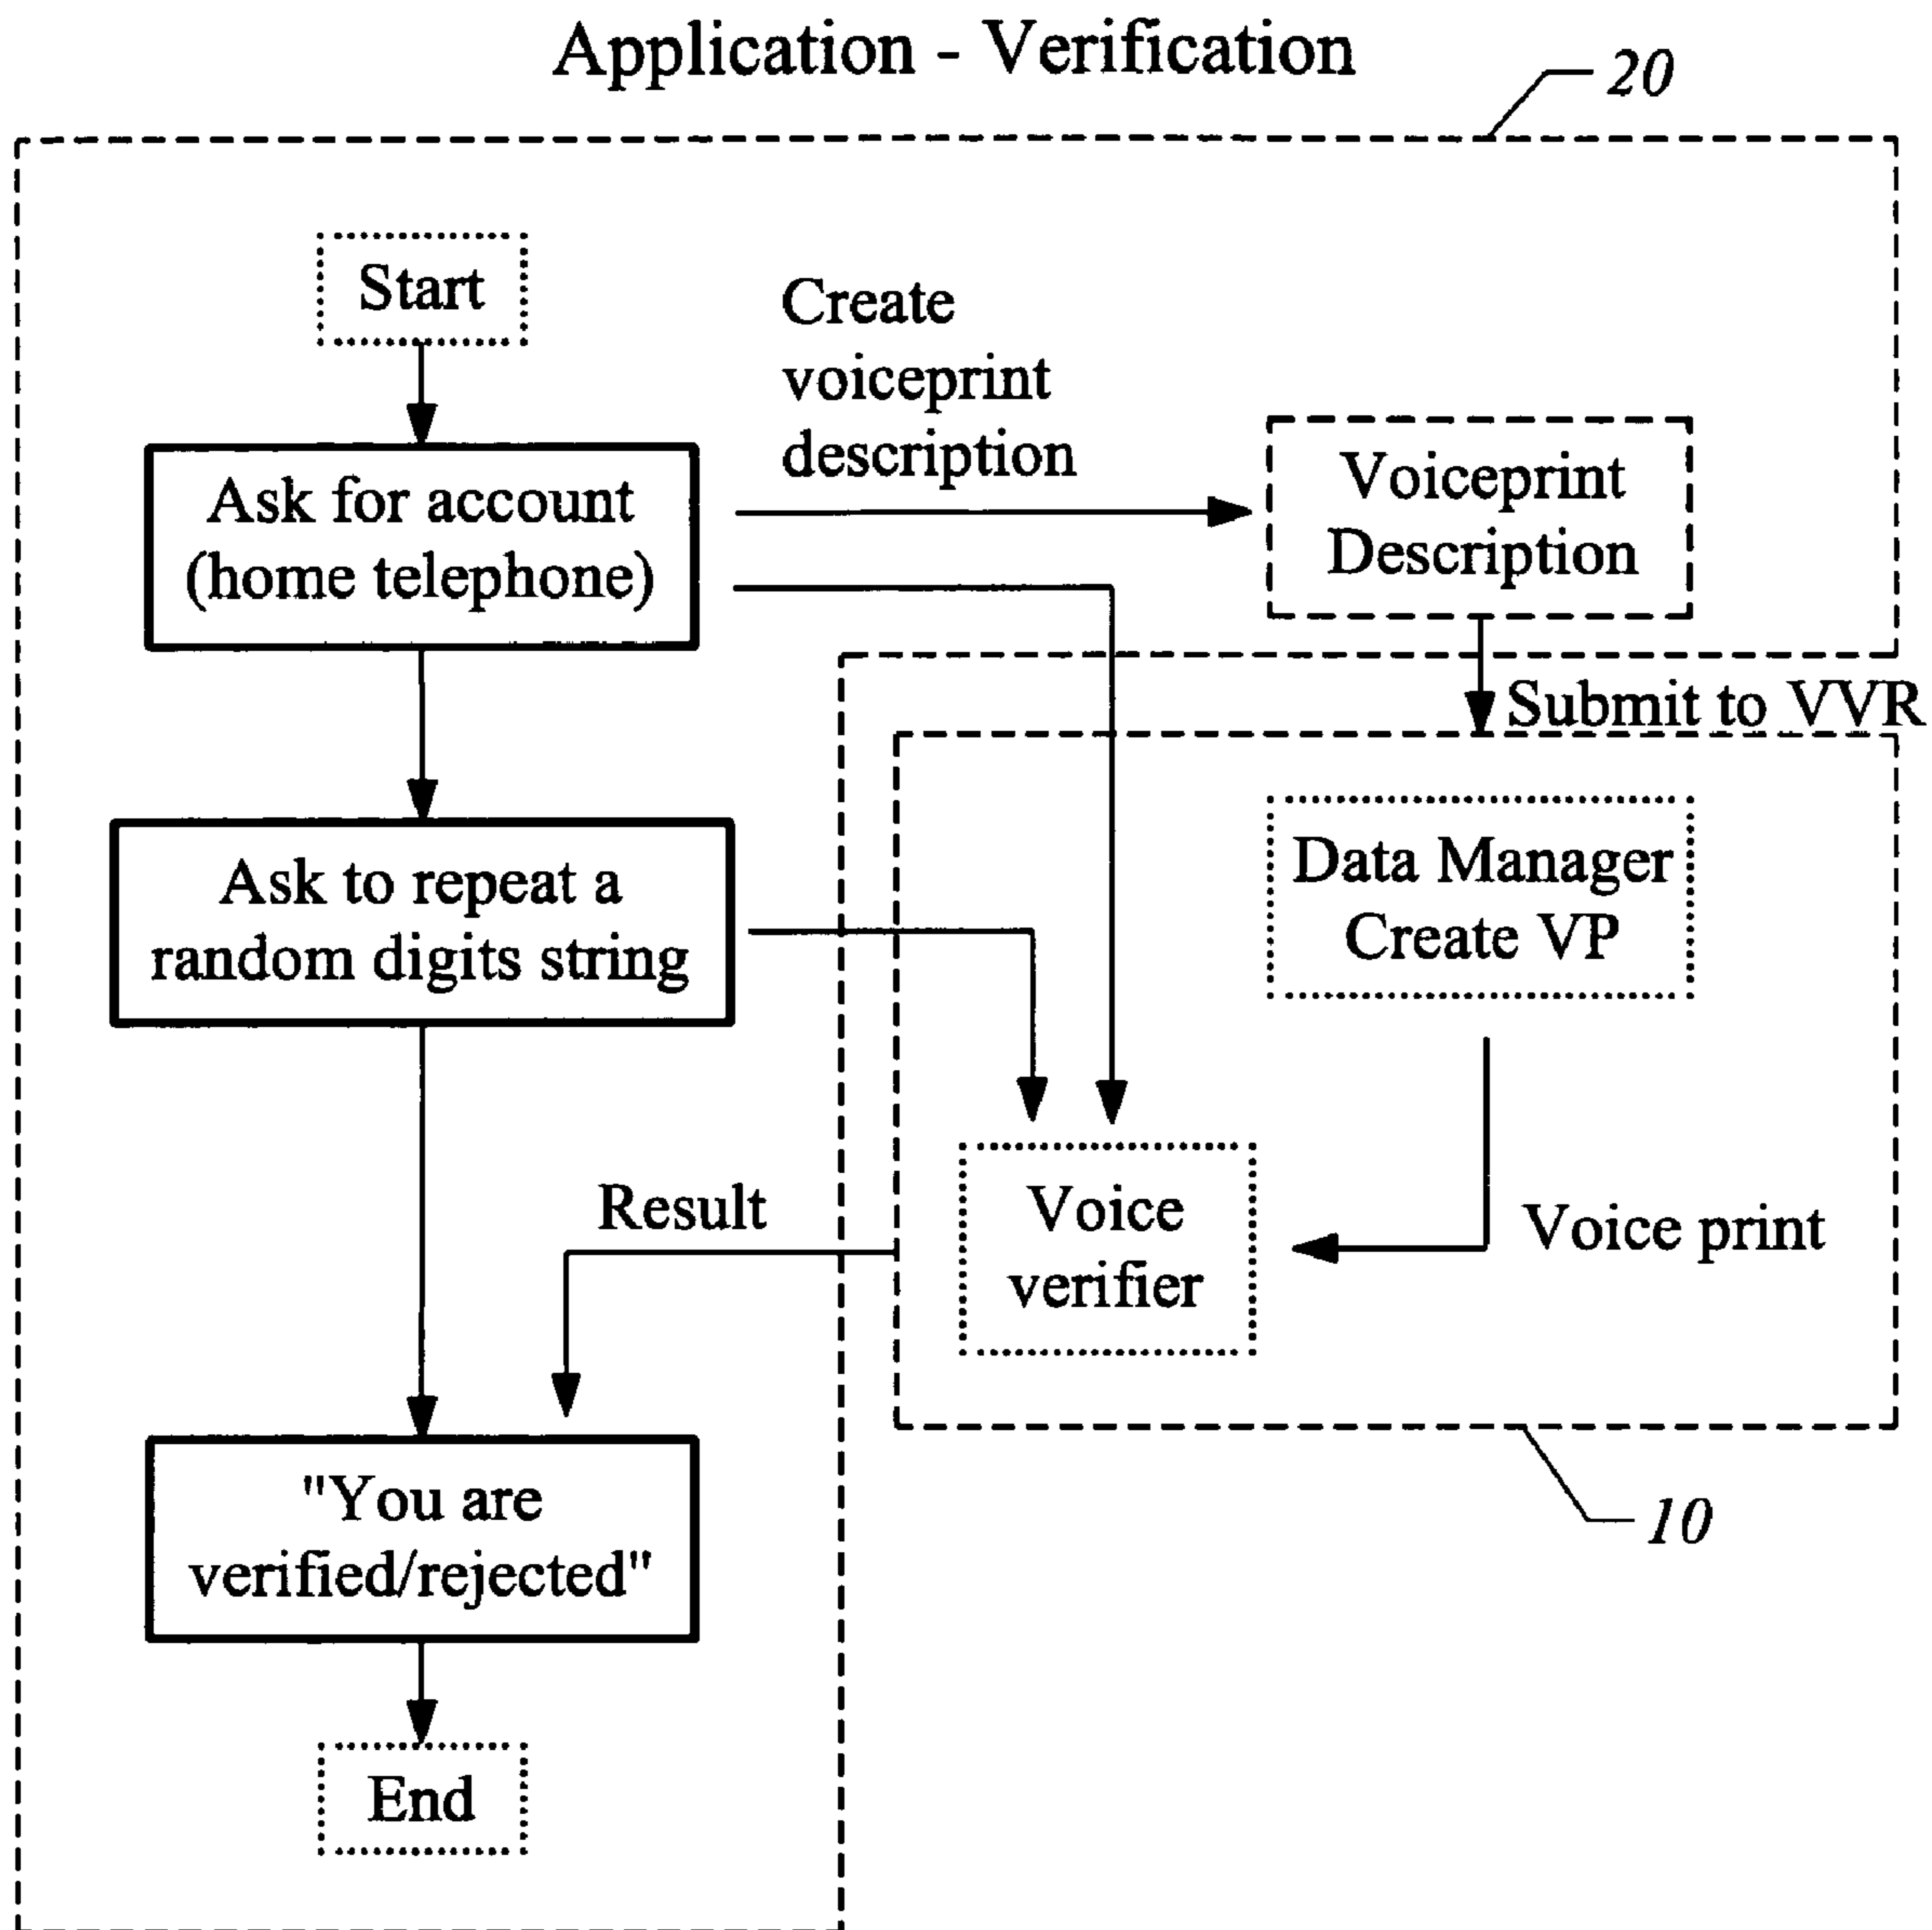 Application - Verification
20
Start
Create
voiceprint
description
Ask for account
(home telephone)
Voiceprint
Description
Submit to VVR
Ask to repeat a
random digits string
Data Manager
Create VP
Result
Voice
verifier
Voice print
"You are
verified/rejected"
10
End